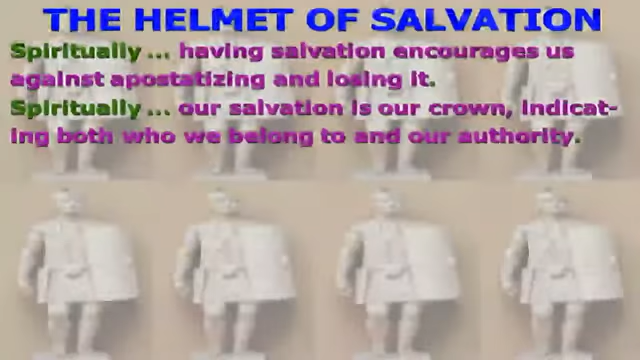 THE HELMET OF SALVATION
Spiritually ... having salvation encourages us
against apostatizing and losing it.
Spiritually ... our salvation is our crown, indicat-
ing both who we belong to and our authority.